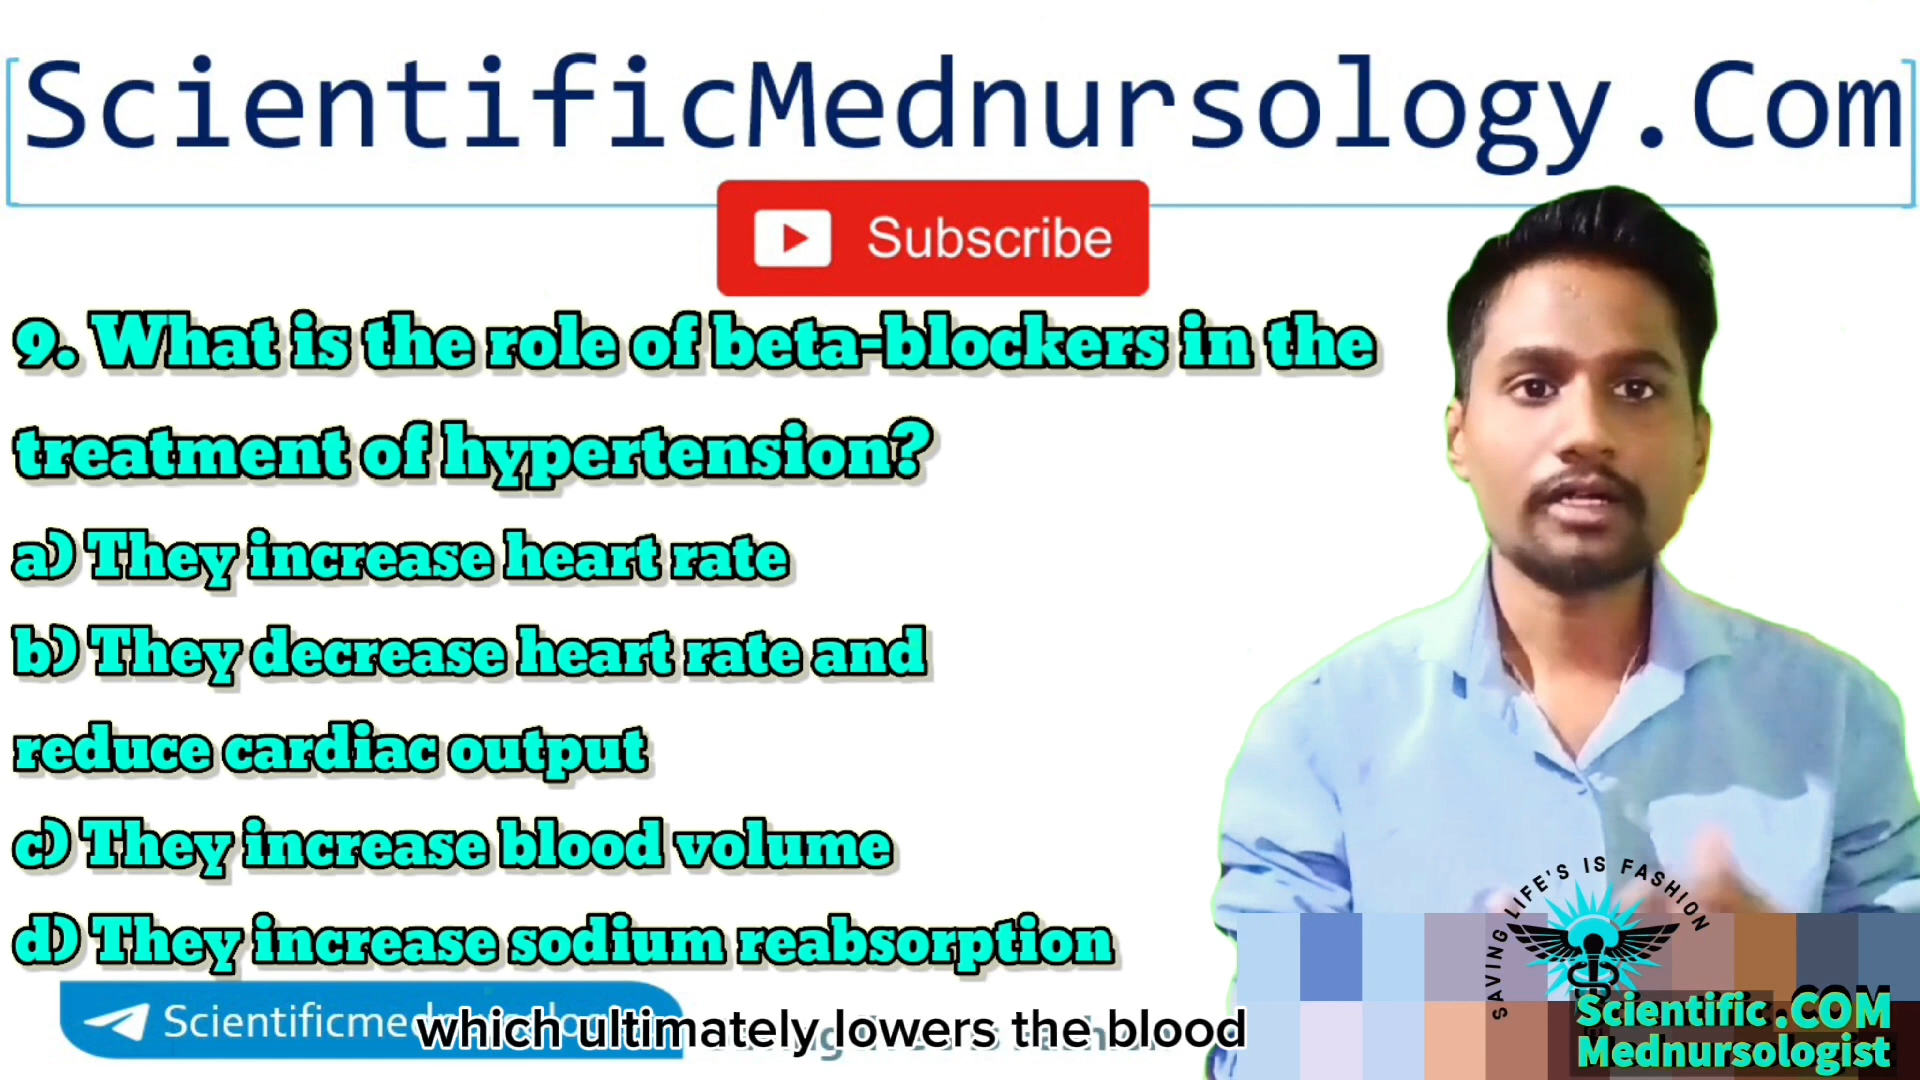 ScientificMednursology.Com
Subscribe
9. What is the role of beta-blockers in the
treatment of hypertension?
a) They increase heart rate
b) They decrease heart rate and
reduce cardiac output
c) They increase blood volume
d) They increase sodium reabsorption
which ultimately lowers the blood
SAVING LIFE'S IS FASHION
Scientific.COM
Mednursologist